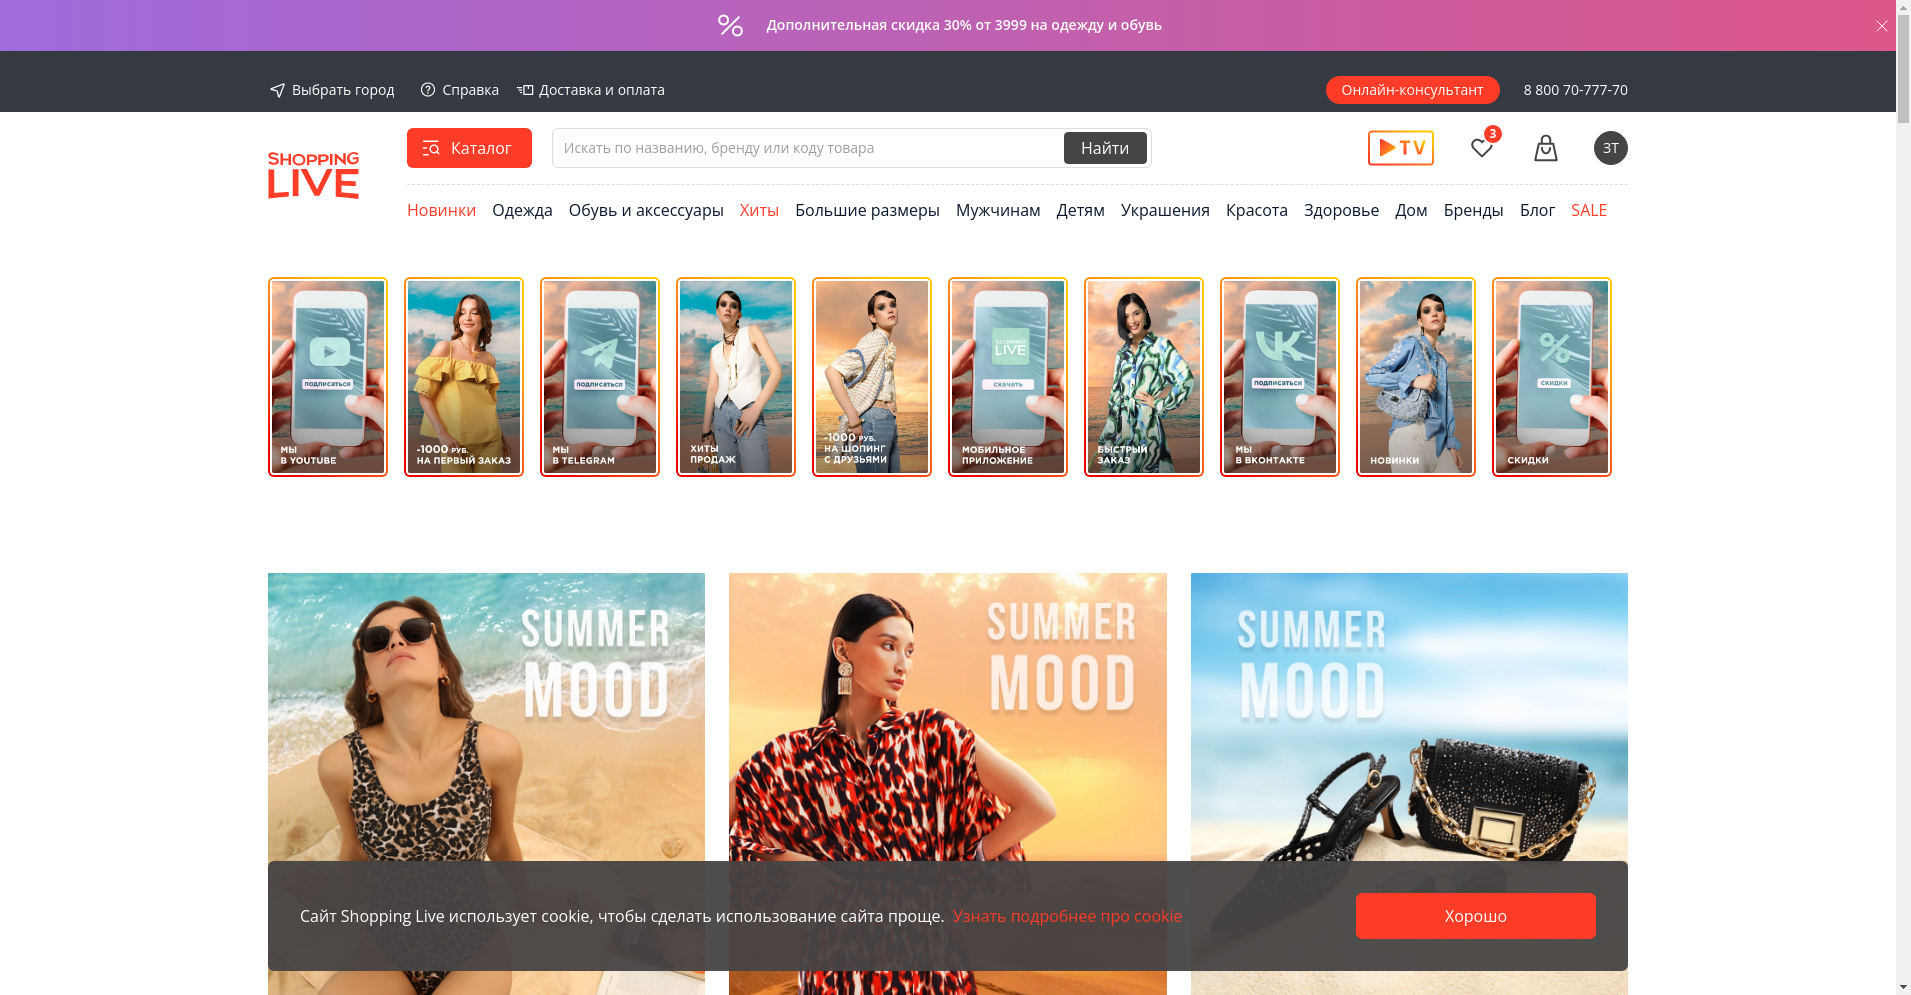 Дополнительная скидка 30% от 3999 на одежду и обувь
Выбрать город
Справка
Доставка и оплата
Онлайн-консультант
8 800 70-777-70
SHOPPING
LIVE
Каталог
Искать по названию, бренду или коду товара
Найти
TV
3
ЗТ
Новинки Одежда Обувь и аксессуары Хиты Большие размеры Мужчинам Детям Украшения Красота Здоровье Дом Бренды Блог SALE
ПОДПИСАТЬСЯ
МЫ
В YOUTUBE
-1000 РУБ.
НА ПЕРВЫЙ ЗАКАЗ
ПОДПИСАТЬСЯ
МЫ
В TELEGRAM
ХИТЫ
ПРОДАЖ
-1000 РУБ.
НА ШОПИНГ
С ДРУЗЬЯМИ
SHOPPING
LIVE
СКАЧАТЬ
МОБИЛЬНОЕ
ПРИЛОЖЕНИЕ
БЫСТРЫЙ
ЗАКАЗ
ПОДПИСАТЬСЯ
МЫ
В ВКОНТАКТЕ
НОВИНКИ
%
СКИДКИ
СКИДКИ
SUMMER
MOOD
SUMMER
MOOD
SUMMER
MOOD
Сайт Shopping Live использует cookie, чтобы сделать использование сайта проще. Узнать подробнее про cookie
Хорошо